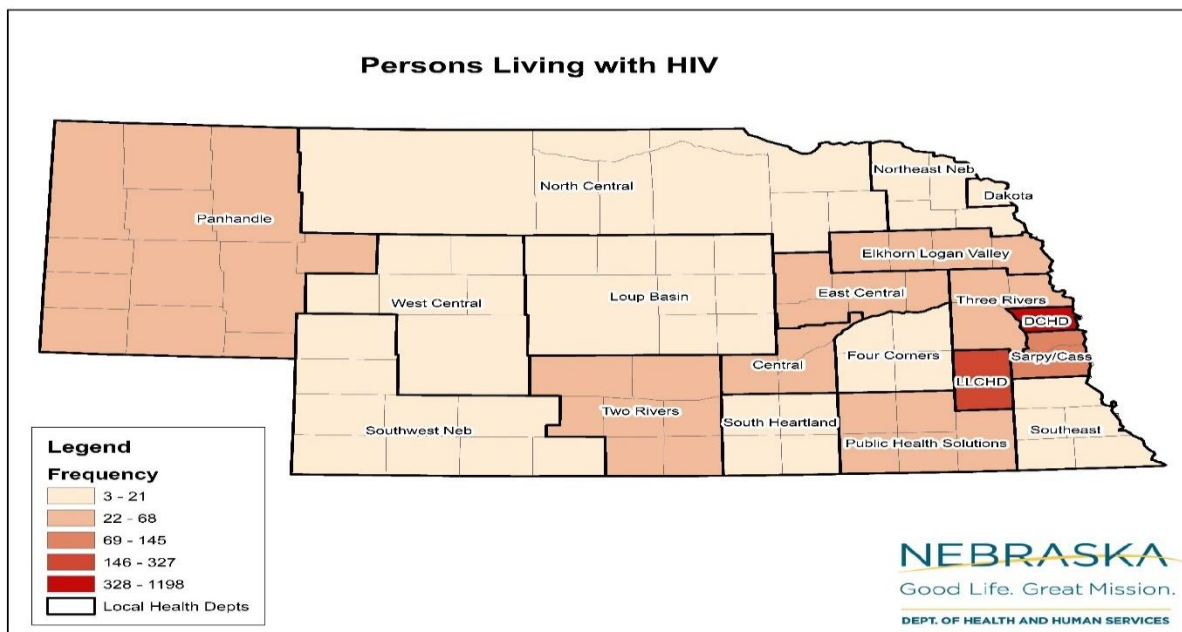 Persons Living with HIV
Northeast Neb
North Central
Dakota
Panhandle
Elkhorn Logan Valley
East Central
Three Rivers
West Central
Loup Basin
DCHD
Four Corners
Sarpy/Cass
Central
LLCHD
Two Rivers
South Heartland
Southwest Neb
Southeast
Public Health Solutions
Legend
Frequency
3 - 21
22 - 68
69 - 145
146 - 327
328 - 1198
Local Health Depts
NEBRASKA
Good Life. Great Mission.
DEPT. OF HEALTH AND HUMAN SERVICES